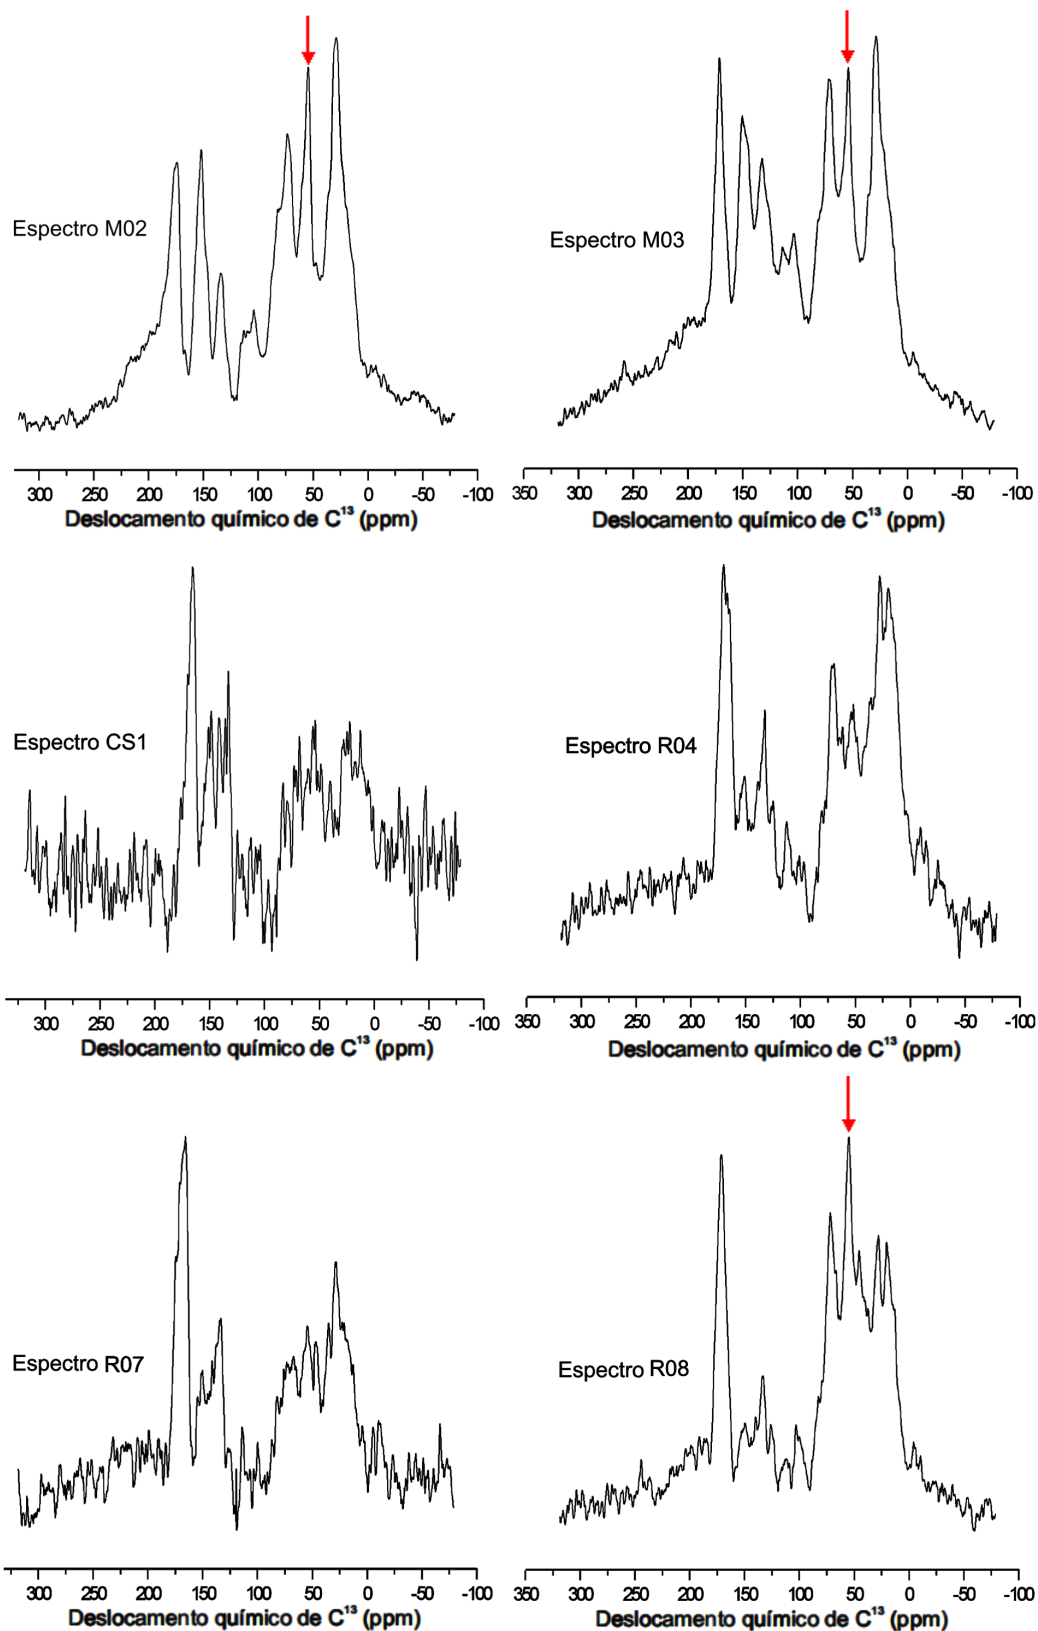 Espectro M02
300 250 200 150 100 50 0 -50 -100
Deslocamento químico de C¹³ (ppm)
Espectro M03
350 300 250 200 150 100 50 0 -50 -100
Deslocamento químico de C¹³ (ppm)
Espectro CS1
300 250 200 150 100 50 0 -50 -100
Deslocamento químico de C¹³ (ppm)
Espectro R04
350 300 250 200 150 100 50 0 -50 -100
Deslocamento químico de C¹³ (ppm)
Espectro R07
300 250 200 150 100 50 0 -50 -100
Deslocamento químico de C¹³ (ppm)
Espectro R08
350 300 250 200 150 100 50 0 -50 -100
Deslocamento químico de C¹³ (ppm)